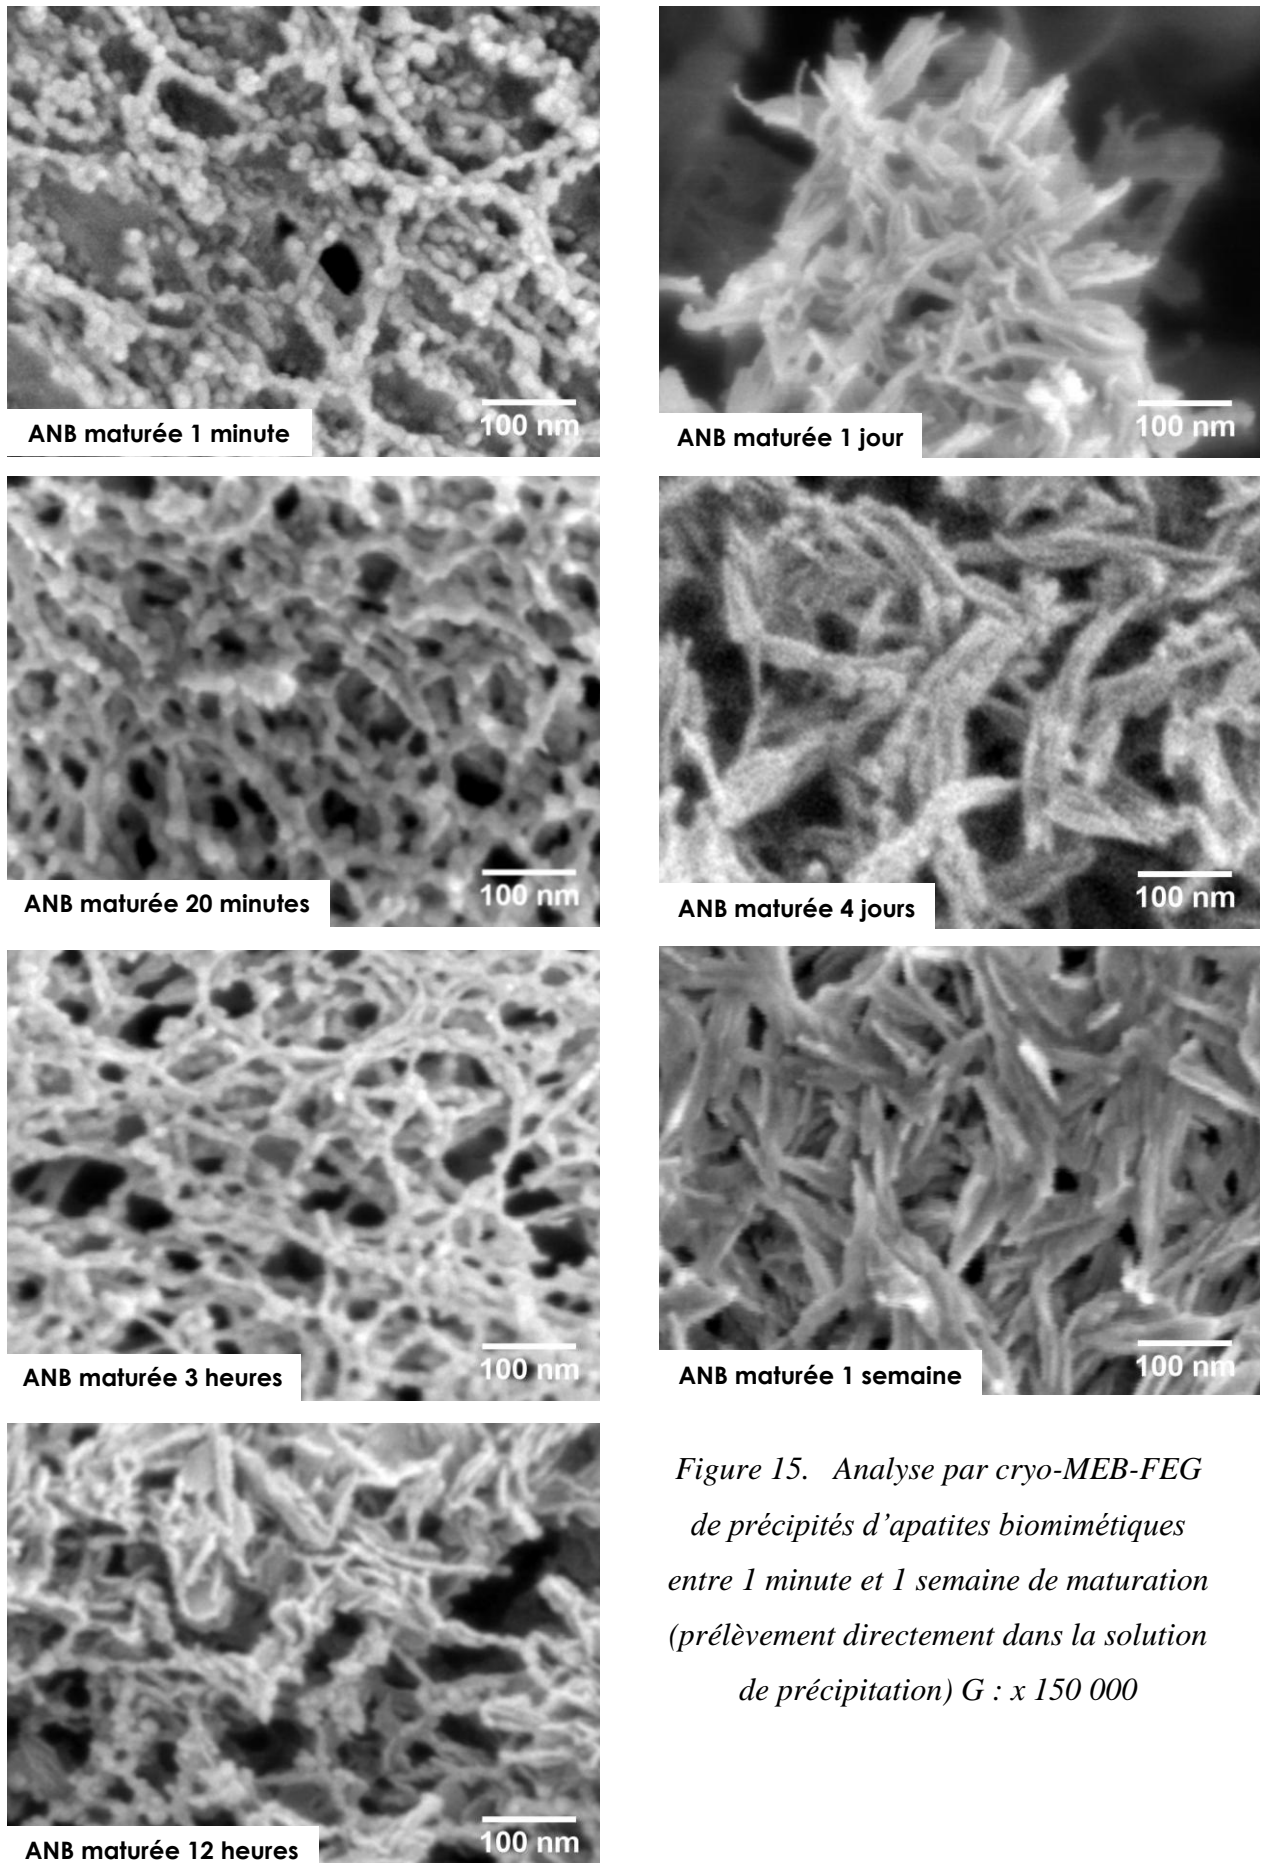 100 nm
ANB maturée 1 minute
100 nm
ANB maturée 1 jour
100 nm
ANB maturée 20 minutes
100 nm
ANB maturée 4 jours
100 nm
ANB maturée 3 heures
100 nm
ANB maturée 1 semaine
100 nm
ANB maturée 12 heures
Figure 15. Analyse par cryo-MEB-FEG
de précipités d’apatites biomimétiques
entre 1 minute et 1 semaine de maturation
(prélèvement directement dans la solution
de précipitation) G : x 150 000